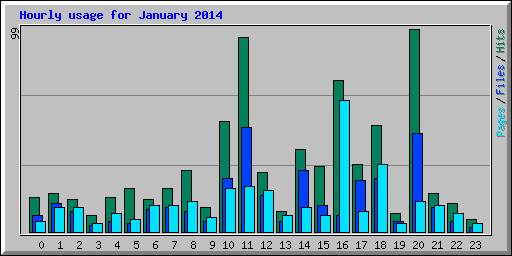 Hourly usage for January 2014
99
Pages/Files/Hits
0 1 2 3 4 5 6 7 8 9 10 11 12 13 14 15 16 17 18 19 20 21 22 23